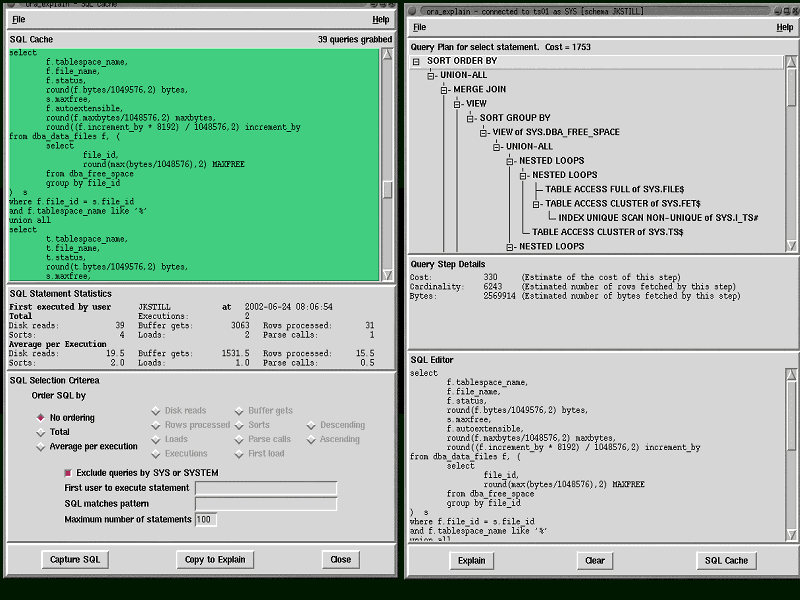 ora_explain - SQL cache
File
Help
SQL Cache
39 queries grabbed
select
f.tablespace_name,
f.file_name,
f.status,
round(f.bytes/1049576,2) bytes,
s.maxfree,
f.autoextensible,
round(f.maxbytes/1048576,2) maxbytes,
round((f.increment_by * 8192) / 1048576,2) increment_by
from dba_data_files f, (
select
file_id,
round(max(bytes/1048576),2) MAXFREE
from dba_free_space
group by file_id
) s
where f.file_id = s.file_id
and f.tablespace_name like '%'
union all
select
t.tablespace_name,
t.file_name,
t.status,
round(t.bytes/1049576,2) bytes,
s.maxfree,
SQL Statement Statistics
First executed by user JKSTILL at 2002-06-24 08:06:54
Total Executions: 2
Disk reads: 39 Buffer gets: 3063 Rows processed: 31
Sorts: 4 Loads: 2 Parse calls: 1
Average per Execution
Disk reads: 19.5 Buffer gets: 1531.5 Rows processed: 15.5
Sorts: 2.0 Loads: 1.0 Parse calls: 0.5
SQL Selection Criterea
Order SQL by
No ordering
Total
Average per execution
Disk reads Buffer gets
Rows processed Sorts Descending
Loads Parse calls Ascending
Executions First load
Exclude queries by SYS or SYSTEM
First user to execute statement
SQL matches pattern
Maximum number of statements 100
Capture SQL
Copy to Explain
Close
ora_explain - connected to ts01 as SYS [schema JKSTILL]
File
Help
Query Plan for select statement. Cost = 1753
SORT ORDER BY
UNION-ALL
MERGE JOIN
VIEW
SORT GROUP BY
VIEW of SYS.DBA_FREE_SPACE
UNION-ALL
NESTED LOOPS
NESTED LOOPS
TABLE ACCESS FULL of SYS.FILE$
TABLE ACCESS CLUSTER of SYS.FET$
INDEX UNIQUE SCAN NON-UNIQUE of SYS.I_TS#
TABLE ACCESS CLUSTER of SYS.TS$
NESTED LOOPS
Query Step Details
Cost: 330 (Estimate of the cost of this step)
Cardinality: 6243 (Estimated number of rows fetched by this step)
Bytes: 2569914 (Estimated number of bytes fetched by this step)
SQL Editor
select
f.tablespace_name,
f.file_name,
f.status,
round(f.bytes/1049576,2) bytes,
s.maxfree,
f.autoextensible,
round(f.maxbytes/1048576,2) maxbytes,
round((f.increment_by * 8192) / 1048576,2) increment_by
from dba_data_files f, (
select
file_id,
round(max(bytes/1048576),2) MAXFREE
from dba_free_space
group by file_id
) s
where f.file_id = s.file_id
and f.tablespace_name like '%'
union all
Explain
Clear
SQL Cache